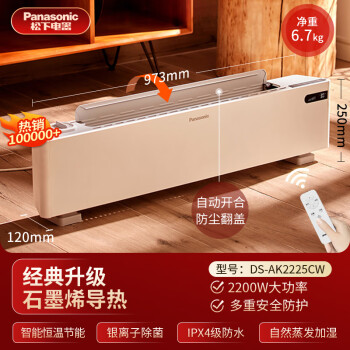 Panasonic
松下电器
净重
6.7kg
973mm
热销
100000+
Panasonic
250mm
自动开合
防尘翻盖
120mm
经典升级
石墨烯导热
型号：DS-AK2225CW
2200W大功率
多重安全防护
智能恒温节能
银离子除菌
IPX4级防水
自然蒸发加湿